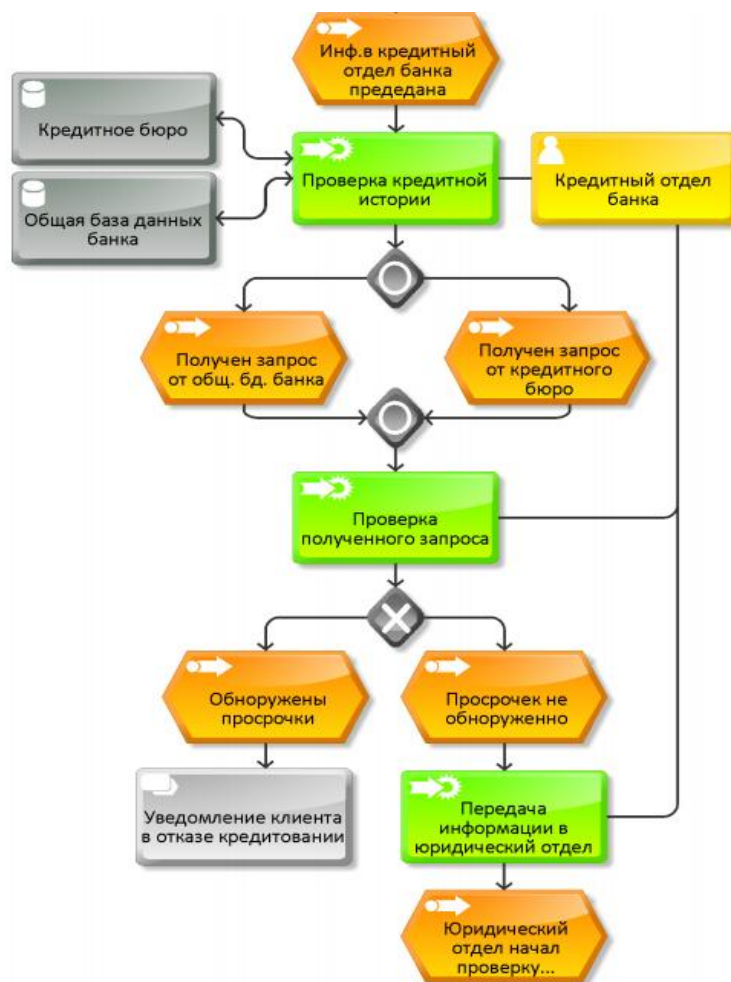 Инф.в кредитный
отдел банка
предедана
Кредитное бюро
Проверка кредитной
истории
Кредитный отдел
банка
Общая база данных
банка
Получен запрос
от общ. бд. банка
Получен запрос
от кредитного
бюро
Проверка
полученного запроса
Обноружены
просрочки
Просрочек не
обноруженно
Уведомление клиента
в отказе кредитовании
Передача
информации в
юридический отдел
Юридический
отдел начал
проверку...